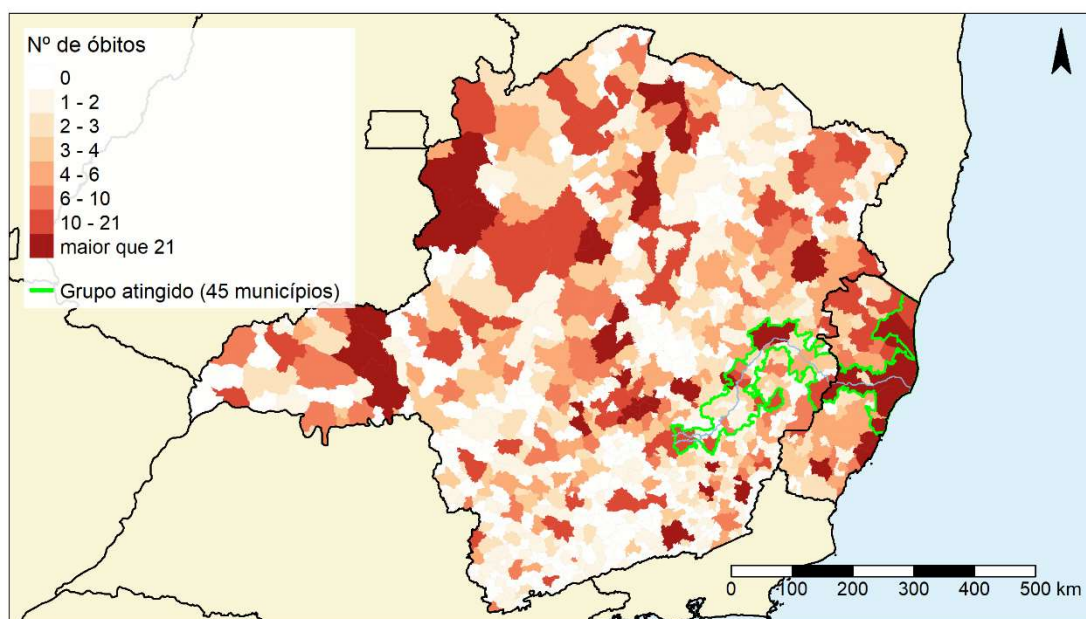 Nº de óbitos
0
1 - 2
2 - 3
3 - 4
4 - 6
6 - 10
10 - 21
maior que 21
Grupo atingido (45 municípios)
0 100 200 300 400 500 km